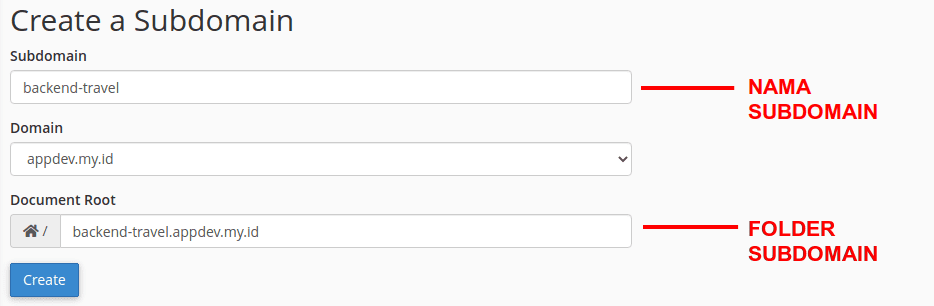 Create a Subdomain
Subdomain
backend-travel
NAMA
SUBDOMAIN
Domain
appdev.my.id
Document Root
/ backend-travel.appdev.my.id
FOLDER
SUBDOMAIN
Create